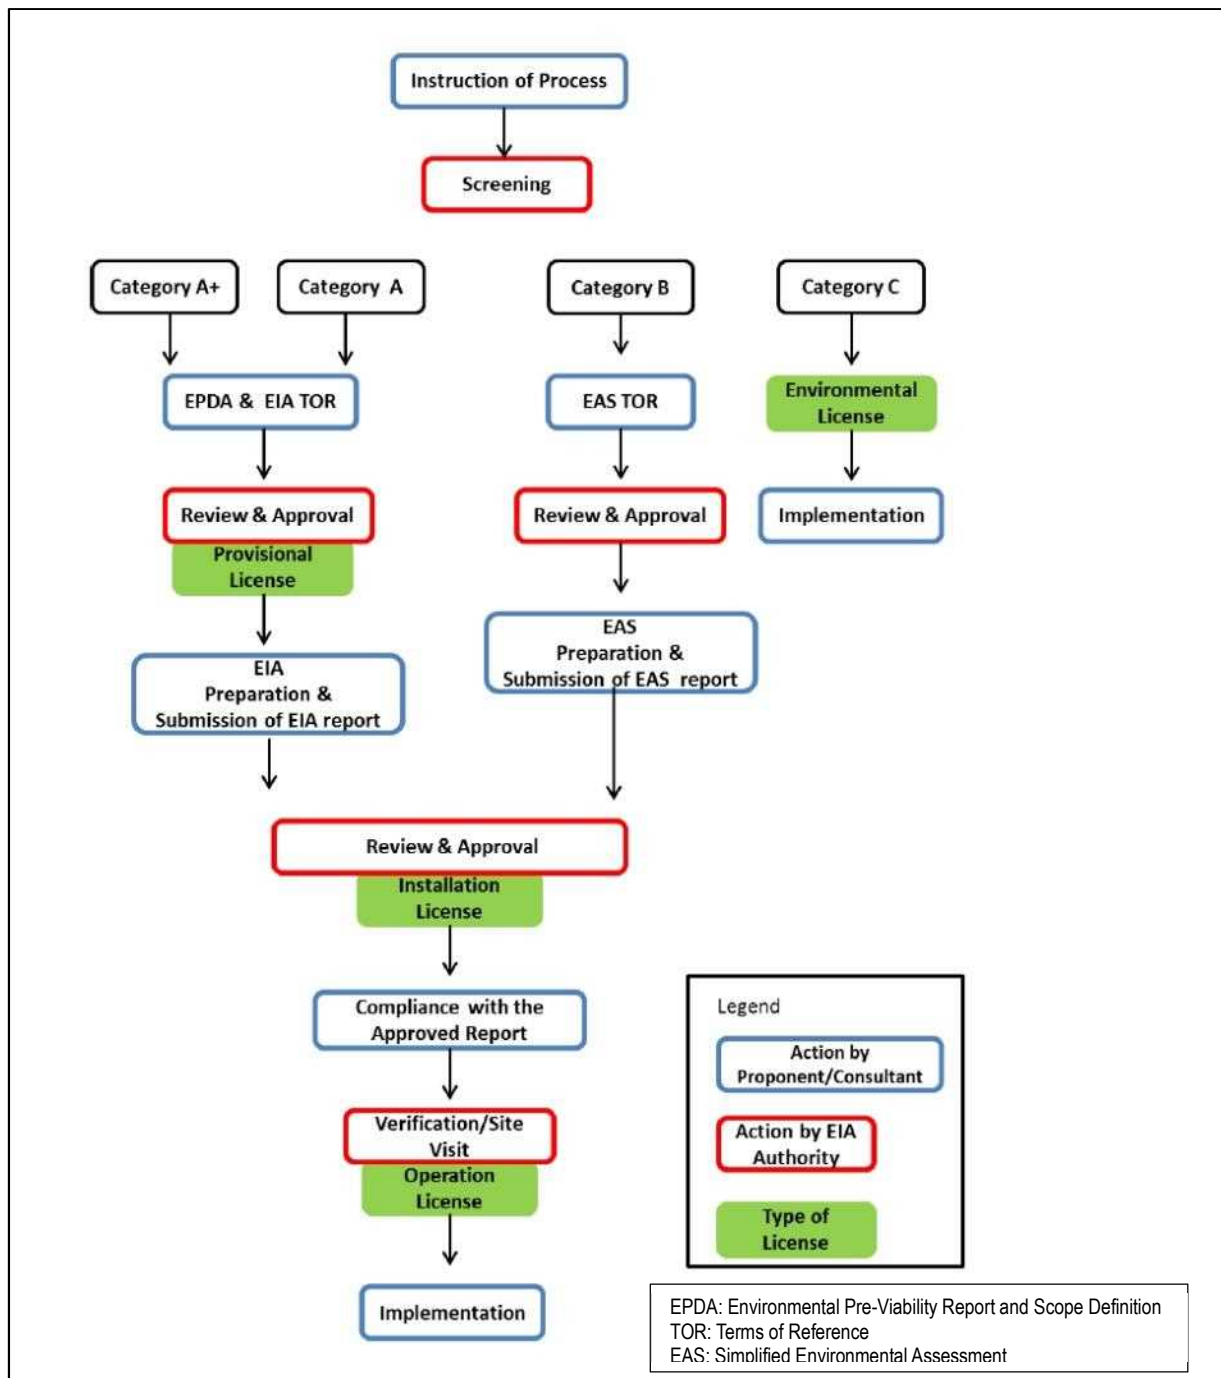 Instruction of Process
Screening
Category A+
Category A
Category B
Category C
EPDA & EIA TOR
EAS TOR
Environmental
License
Review & Approval
Provisional
License
Review & Approval
Implementation
EIA
Preparation &
Submission of EIA report
EAS
Preparation &
Submission of EAS report
Review & Approval
Installation
License
Compliance with the
Approved Report
Verification/Site
Visit
Operation
License
Implementation
Legend
Action by
Proponent/Consultant
Action by EIA
Authority
Type of
License
EPDA: Environmental Pre-Viability Report and Scope Definition
TOR: Terms of Reference
EAS: Simplified Environmental Assessment